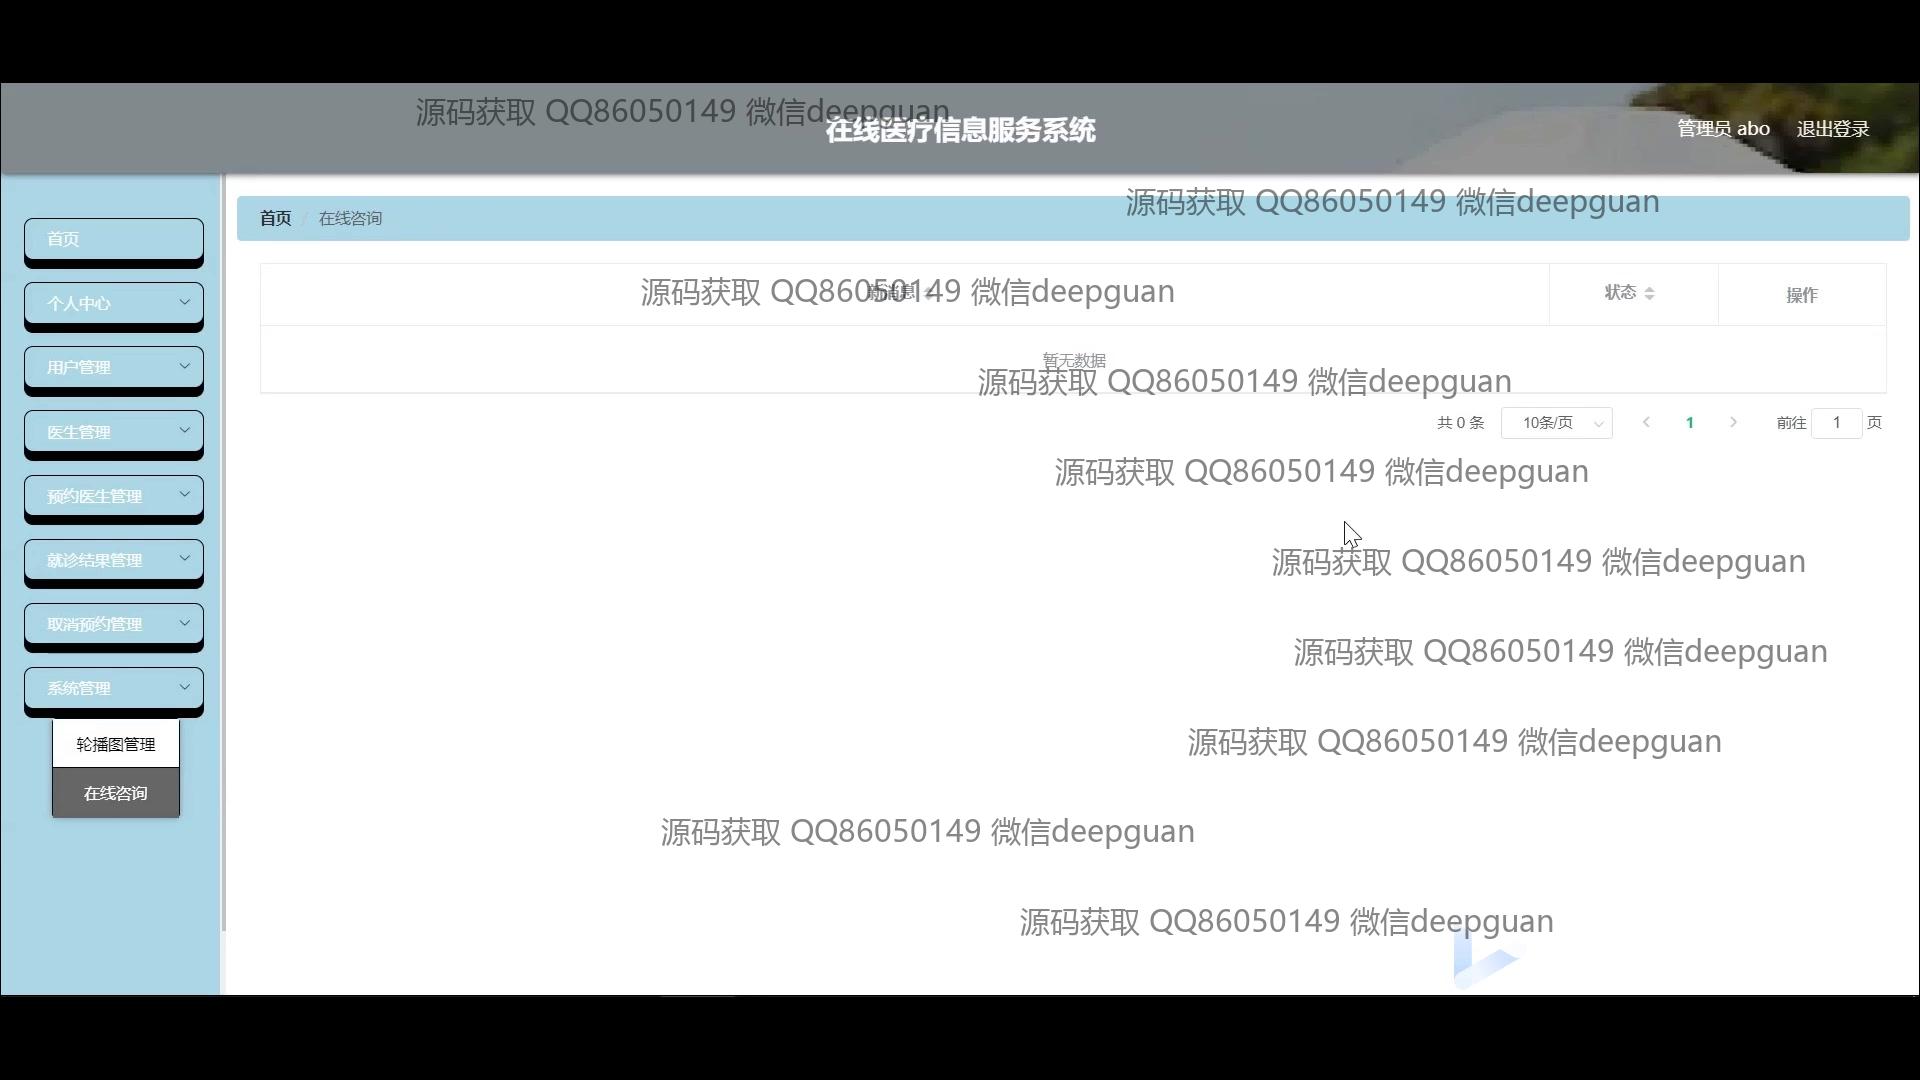 源码获取 QQ86050149 微信deepguan
在线医疗信息服务系统
管理员 abo 退出登录
源码获取 QQ86050149 微信deepguan
首页 / 在线咨询
首页
个人中心
用户管理
医生管理
预约医生管理
就诊结果管理
取消预约管理
系统管理
轮播图管理
在线咨询
源码获取 QQ86050149 微信deepguan
新消息 状态 操作
暂无数据
源码获取 QQ86050149 微信deepguan
共 0 条 10条/页 1 前往 1 页
源码获取 QQ86050149 微信deepguan
源码获取 QQ86050149 微信deepguan
源码获取 QQ86050149 微信deepguan
源码获取 QQ86050149 微信deepguan
源码获取 QQ86050149 微信deepguan
源码获取 QQ86050149 微信deepguan